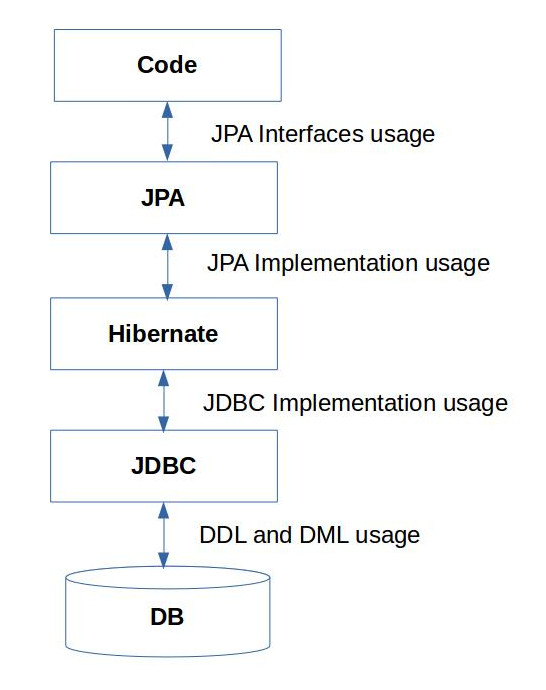 Code
JPA Interfaces usage
JPA
JPA Implementation usage
Hibernate
JDBC Implementation usage
JDBC
DDL and DML usage
DB